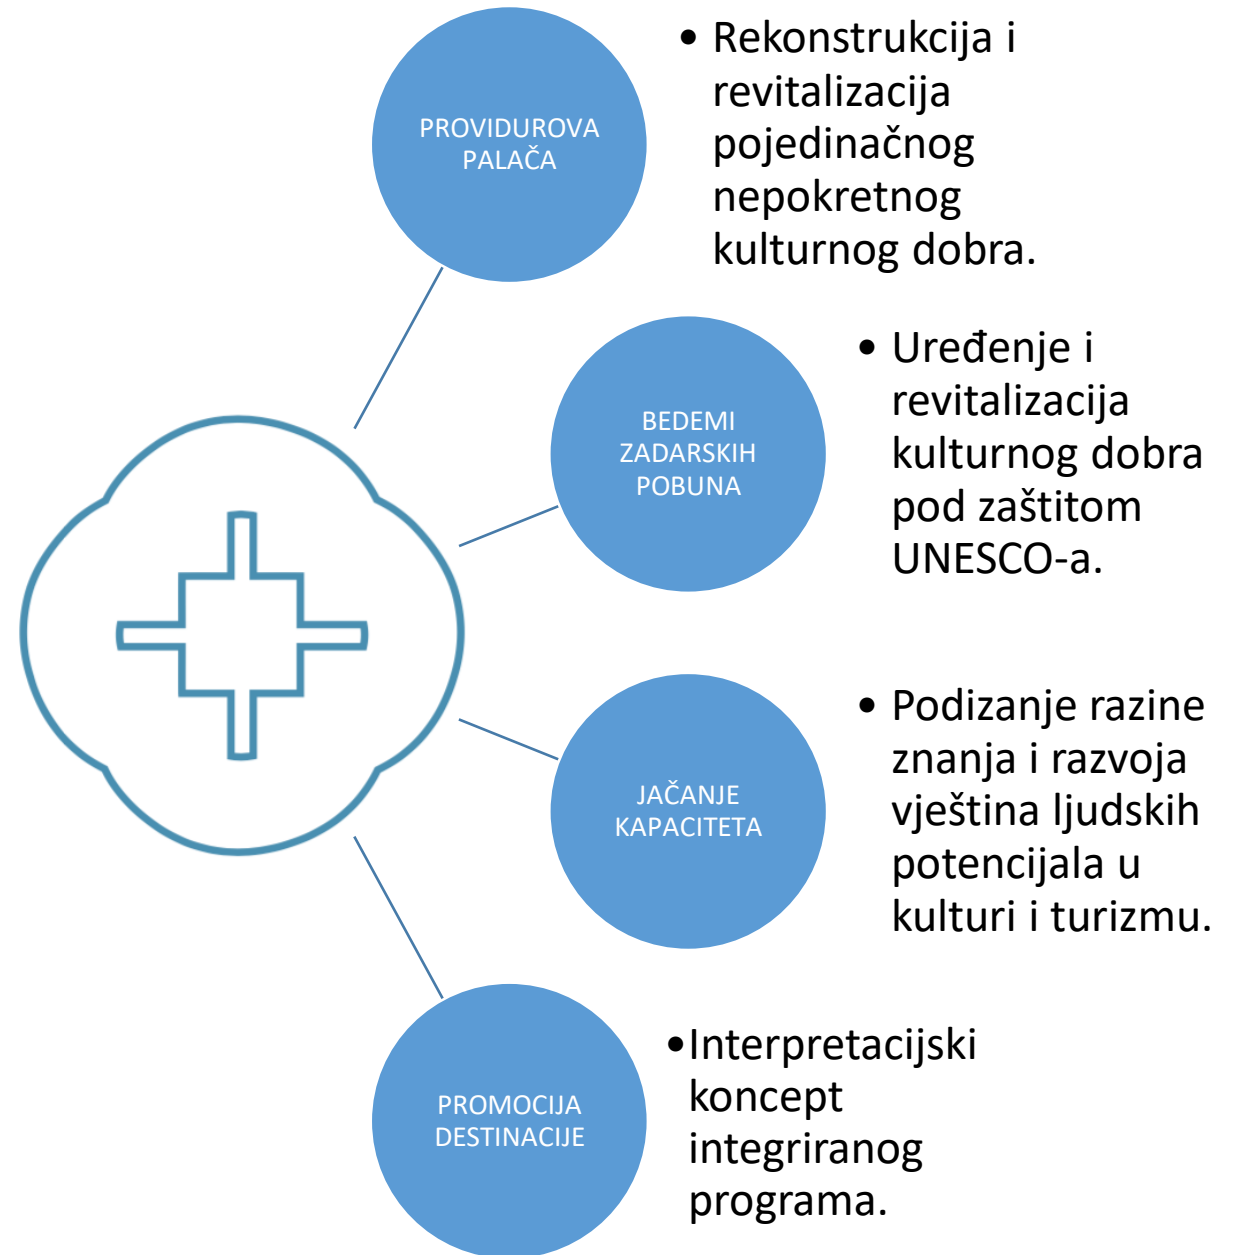 PROVIDUROVA
PALAČA
• Rekonstrukcija i
revitalizacija
pojedinačnog
nepokretnog
kulturnog dobra.
BEDEMI
ZADARSKIH
POBUNA
• Uređenje i
revitalizacija
kulturnog dobra
pod zaštitom
UNESCO-a.
JAČANJE
KAPACITETA
• Podizanje razine
znanja i razvoja
vještina ljudskih
potencijala u
kulturi i turizmu.
PROMOCIJA
DESTINACIJE
•Interpretacijski
koncept
integriranog
programa.